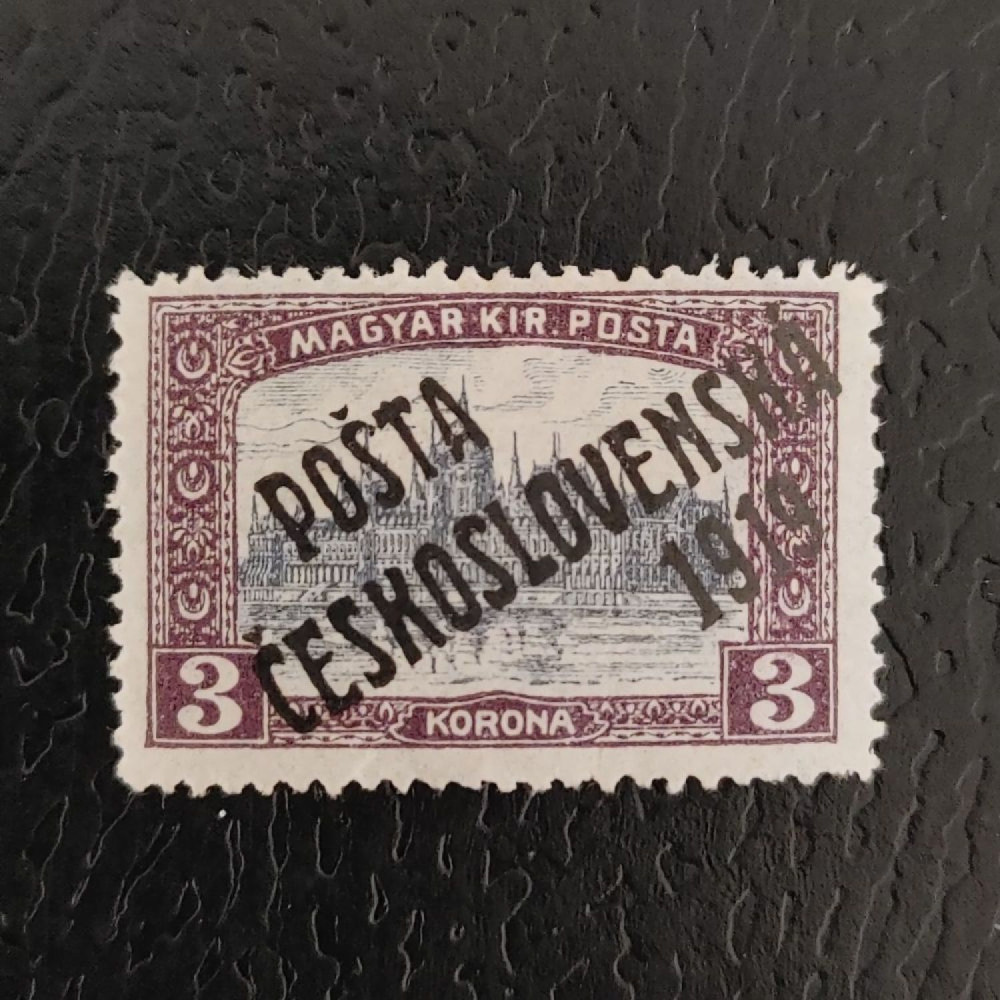 MAGYAR KIR. POSTA
POŠTA
ČESKOSLOVENSKÁ
1919
3 KORONA 3